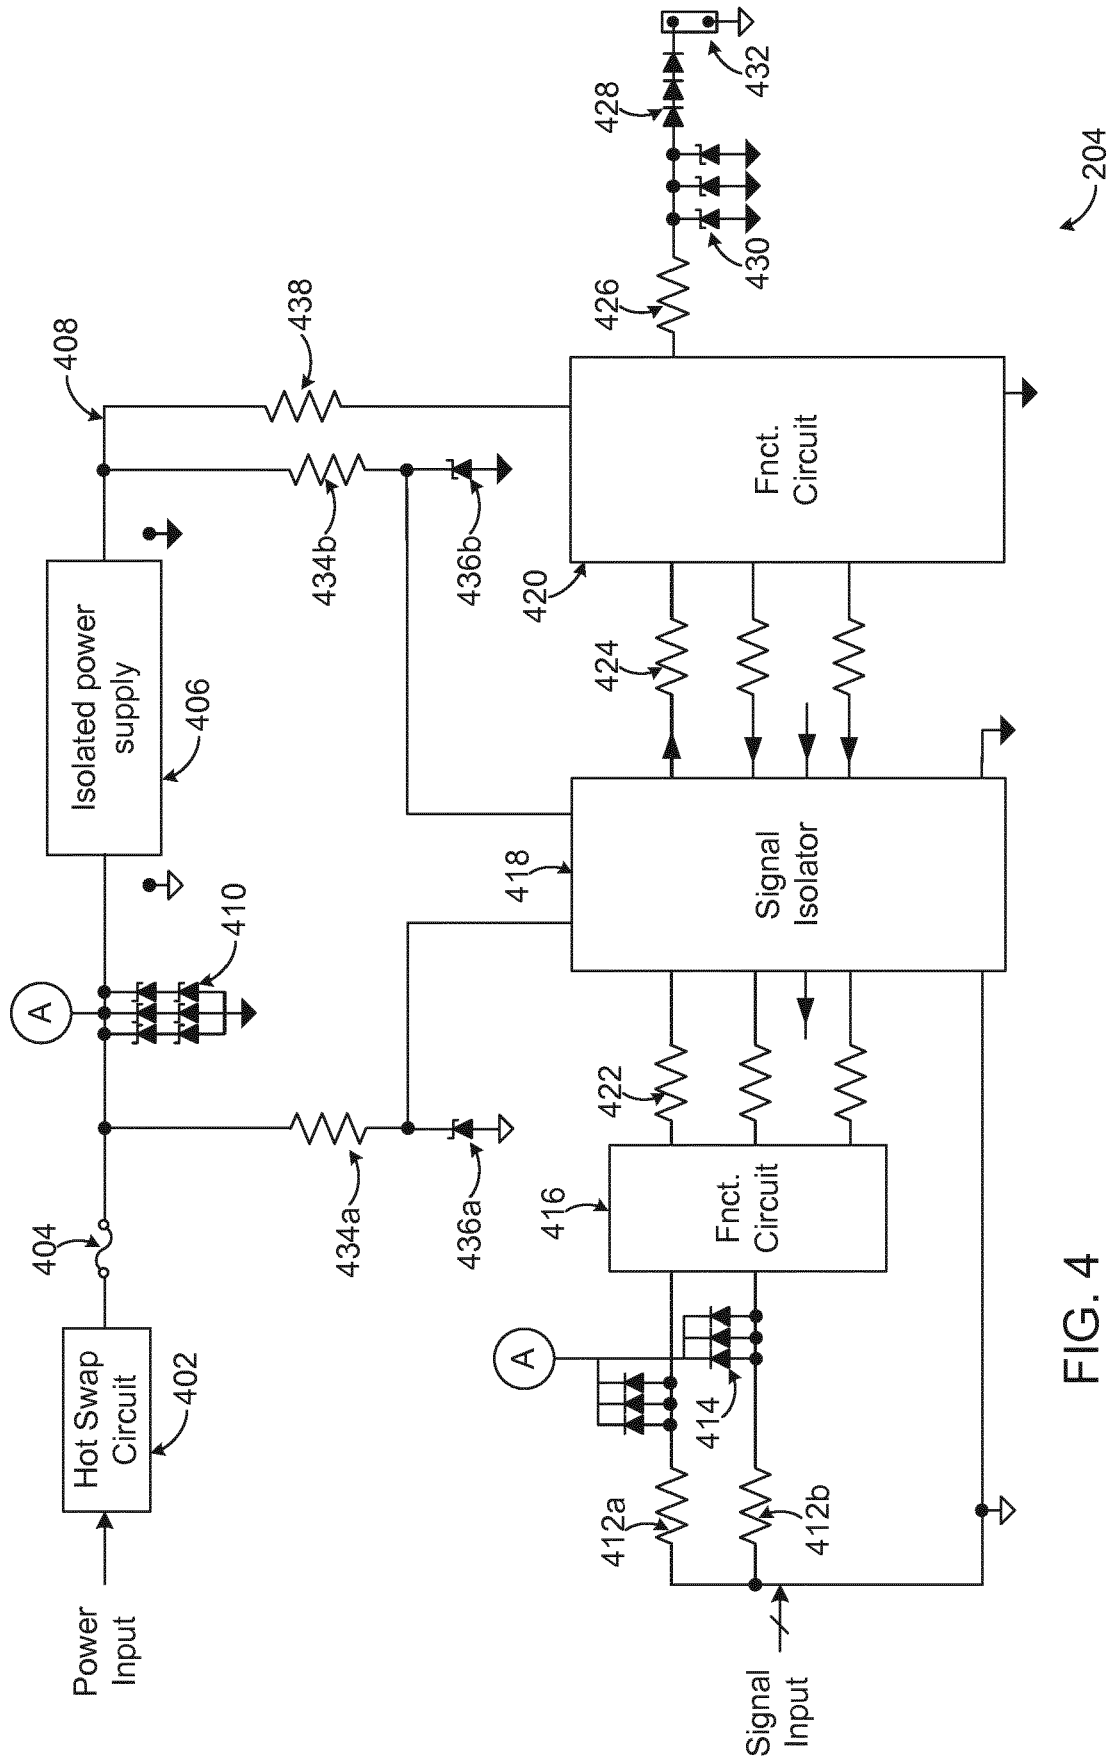 Power
Input
Hot Swap
Circuit
402
404
A
410
Isolated power
supply
406
408
438
434a
436a
434b
436b
Signal
Input
412a
412b
A
414
Fnct.
Circuit
416
422
Signal
Isolator
418
424
420
Fnct.
Circuit
426
430
428
432
204
FIG. 4